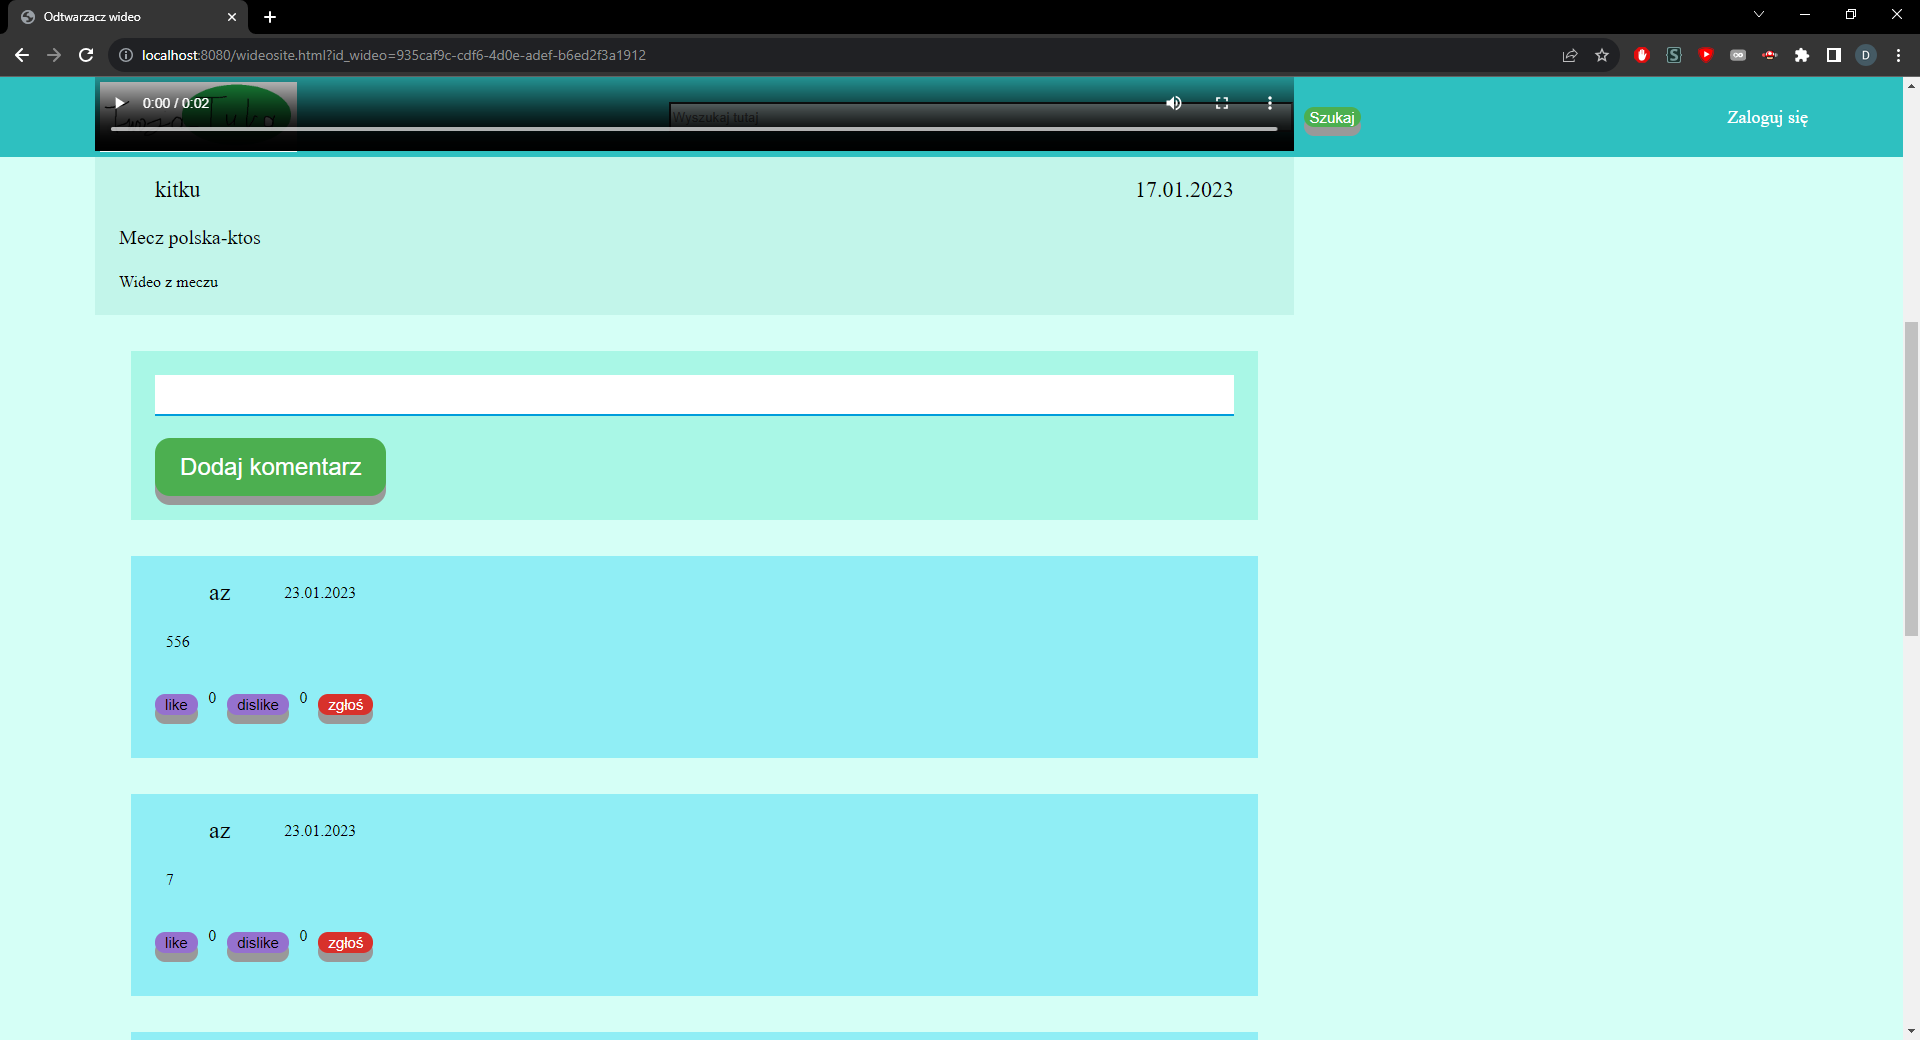 Odtwarzacz wideo
localhost:8080/wideosite.html?id_wideo=935caf9c-cdf6-4d0e-adef-b6ed2f3a1912
D
0:00 / 0:02
Wyszukaj tutaj
Szukaj
Zaloguj się
kitku 17.01.2023
Mecz polska-ktos
Wideo z meczu
Dodaj komentarz
az 23.01.2023
556
like 0 dislike 0 zgłoś
az 23.01.2023
7
like 0 dislike 0 zgłoś